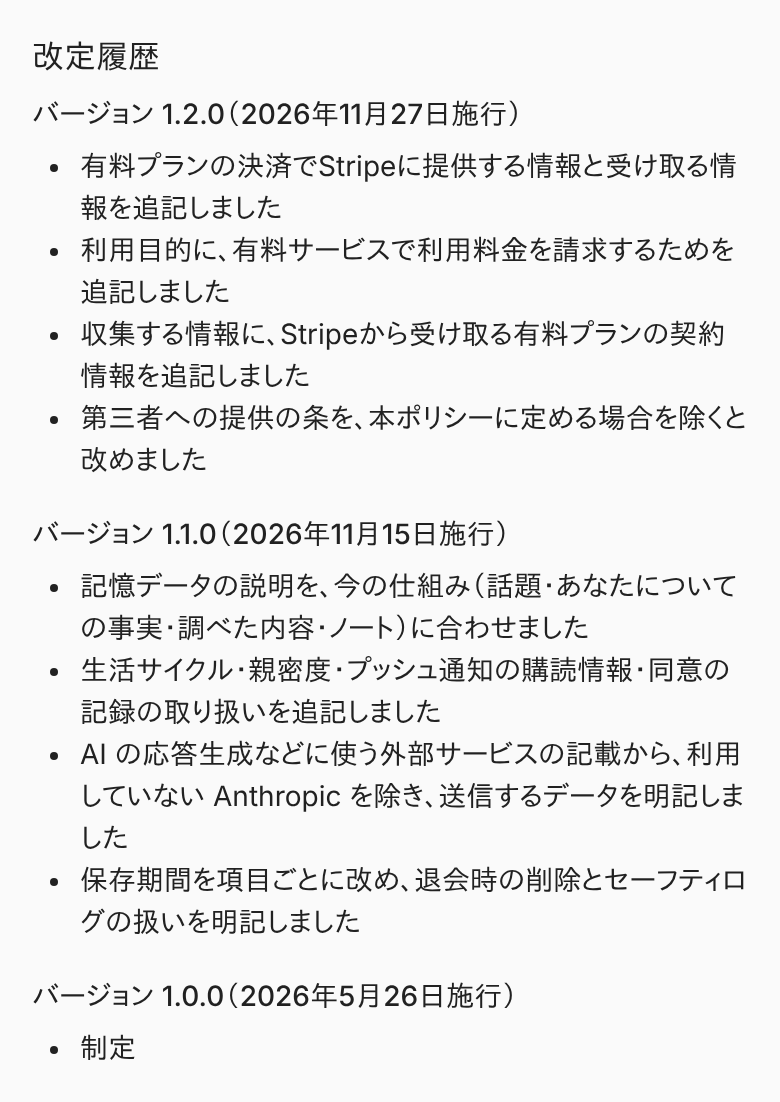 改定履歴
バージョン 1.2.0（2026年11月27日施行）
• 有料プランの決済でStripeに提供する情報と受け取る情
報を追記しました
• 利用目的に、有料サービスで利用料金を請求するためを
追記しました
• 収集する情報に、Stripeから受け取る有料プランの契約
情報を追記しました
• 第三者への提供の条を、本ポリシーに定める場合を除くと
改めました
バージョン 1.1.0（2026年11月15日施行）
• 記憶データの説明を、今の仕組み（話題・あなたについて
の事実・調べた内容・ノート）に合わせました
• 生活サイクル・親密度・プッシュ通知の購読情報・同意の
記録の取り扱いを追記しました
• AI の応答生成などに使う外部サービスの記載から、利用
していない Anthropic を除き、送信するデータを明記しま
した
• 保存期間を項目ごとに改め、退会時の削除とセーフティロ
グの扱いを明記しました
バージョン 1.0.0（2026年5月26日施行）
• 制定